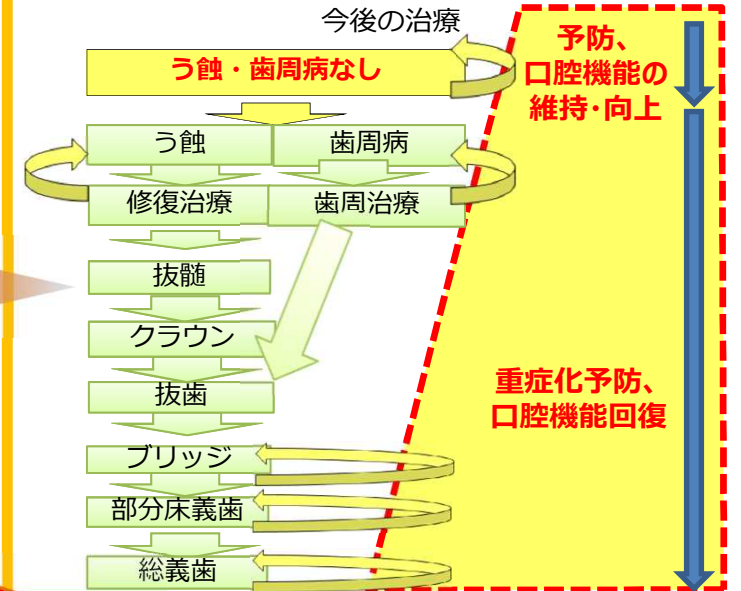 今後の治療
う蝕・歯周病なし
予防、
口腔機能の
維持・向上
う蝕
歯周病
修復治療
歯周治療
抜髄
クラウン
抜歯
重症化予防、
口腔機能回復
ブリッジ
部分床義歯
総義歯